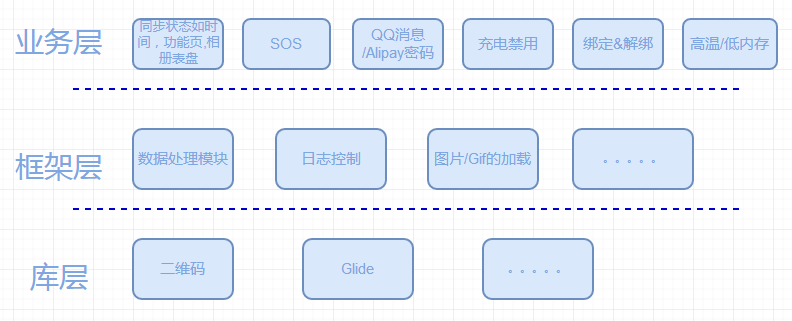 业务层
同步状态如时
间，功能页,相
册表盘
SOS
QQ消息
/Alipay密码
充电禁用
绑定&解绑
高温/低内存
框架层
数据处理模块
日志控制
图片/Gif的加载
。。。。。
库层
二维码
Glide
。。。。。